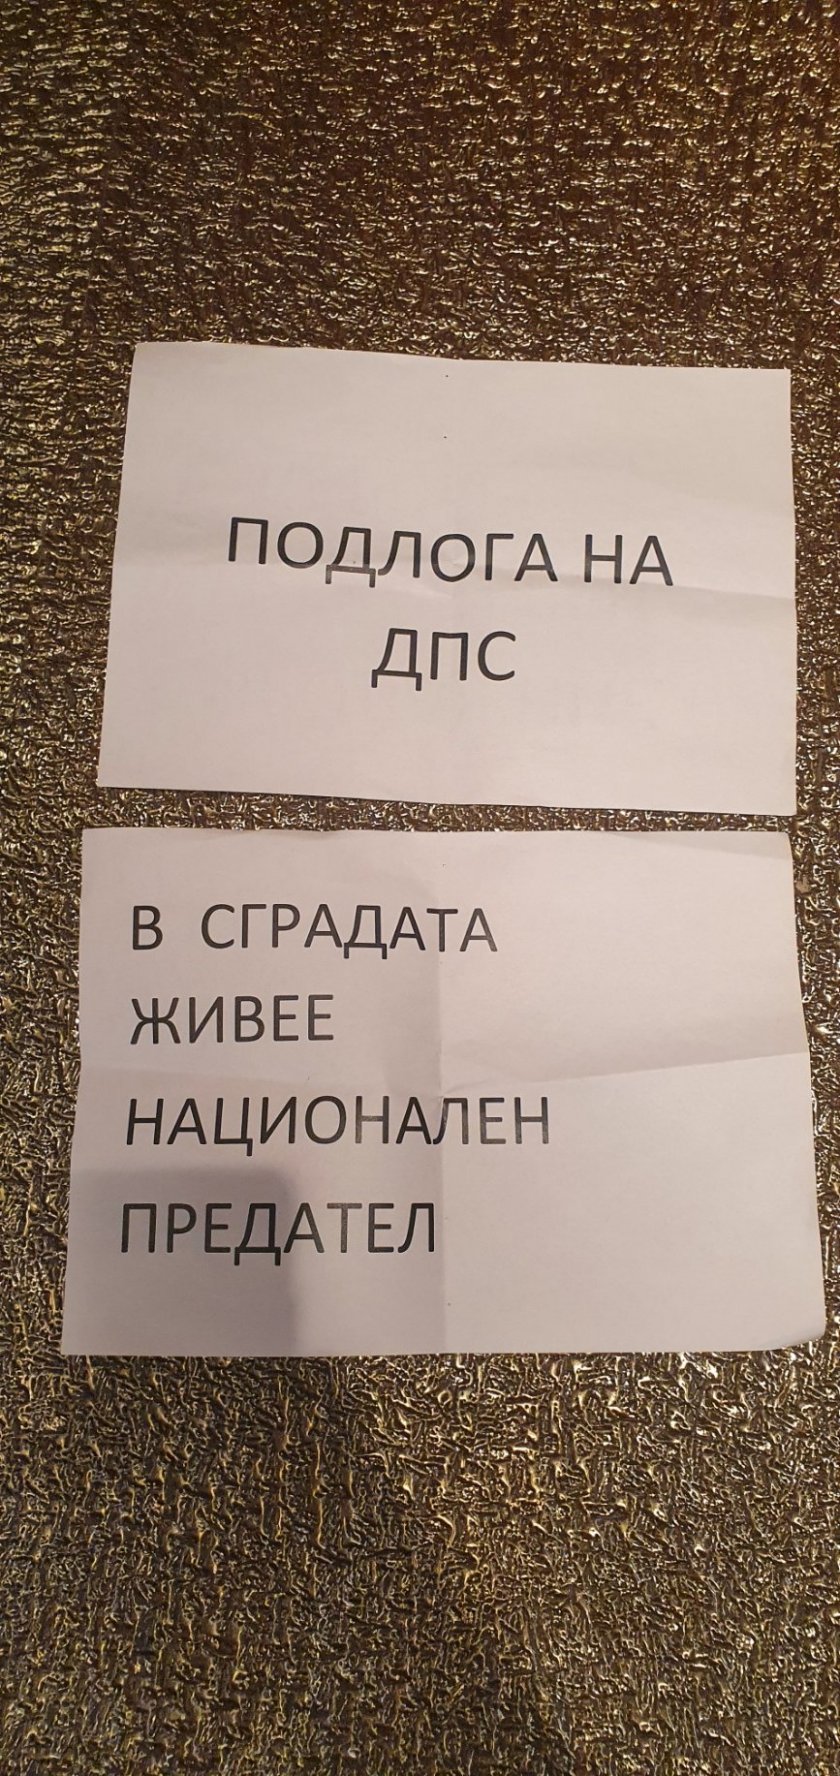 ПОДЛОГА НА
ДПС
В СГРАДАТА
ЖИВЕЕ
НАЦИОНАЛЕН
ПРЕДАТЕЛ